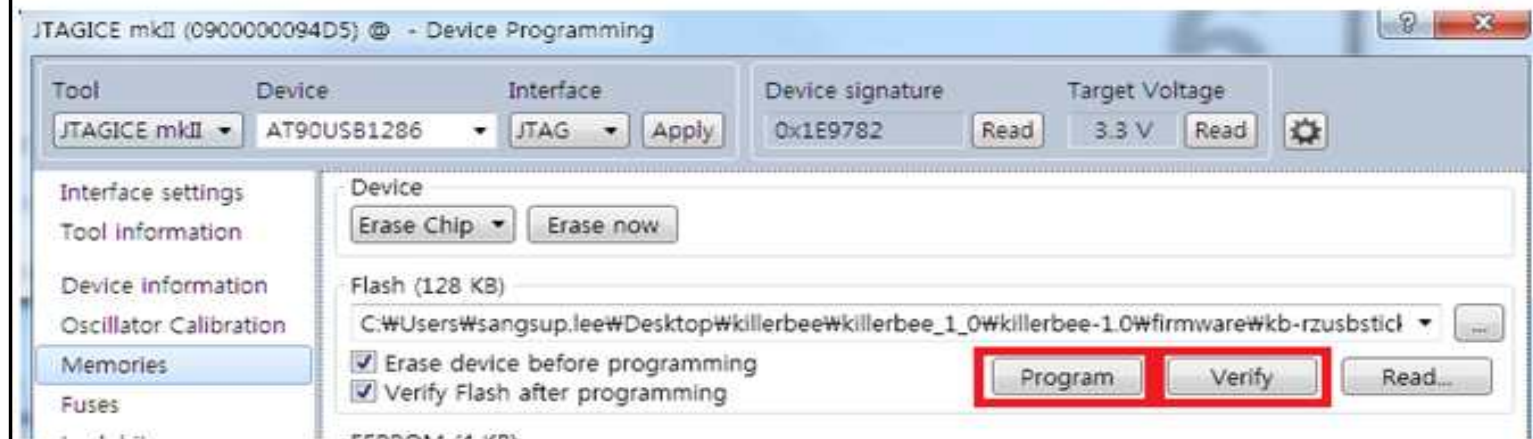 JTAGICE mkII (0900000094D5) @ - Device Programming
Tool Device Interface Device signature Target Voltage
JTAGICE mkII AT90USB1286 JTAG Apply 0x1E9782 Read 3.3 V Read
Interface settings
Tool information
Device information
Oscillator Calibration
Memories
Fuses
Device
Erase Chip Erase now
Flash (128 KB)
C:₩Users₩sangsup.lee₩Desktop₩killerbee₩killerbee_1_0₩killerbee-1.0₩firmware₩kb-rzusbsticl ...
Erase device before programming
Verify Flash after programming
Program Verify Read...